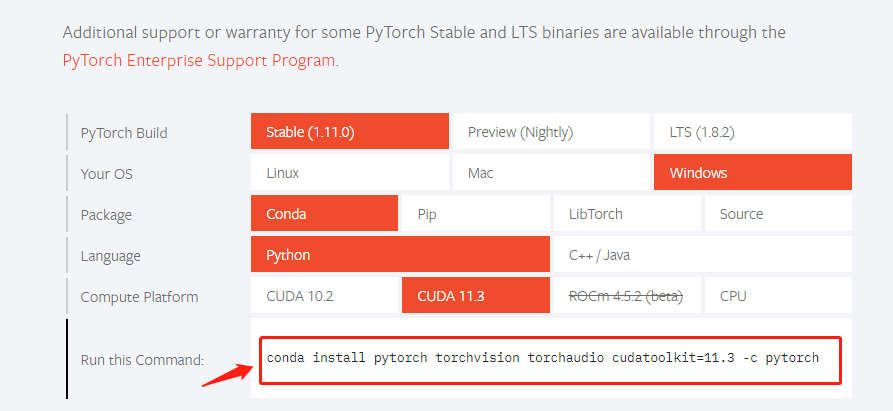 Additional support or warranty for some PyTorch Stable and LTS binaries are available through the
PyTorch Enterprise Support Program.
PyTorch Build Stable (1.11.0) Preview (Nightly) LTS (1.8.2)
Your OS Linux Mac Windows
Package Conda Pip LibTorch Source
Language Python C++ / Java
Compute Platform CUDA 10.2 CUDA 11.3 ROCm 4.5.2 (beta) CPU
Run this Command: conda install pytorch torchvision torchaudio cudatoolkit=11.3 -c pytorch